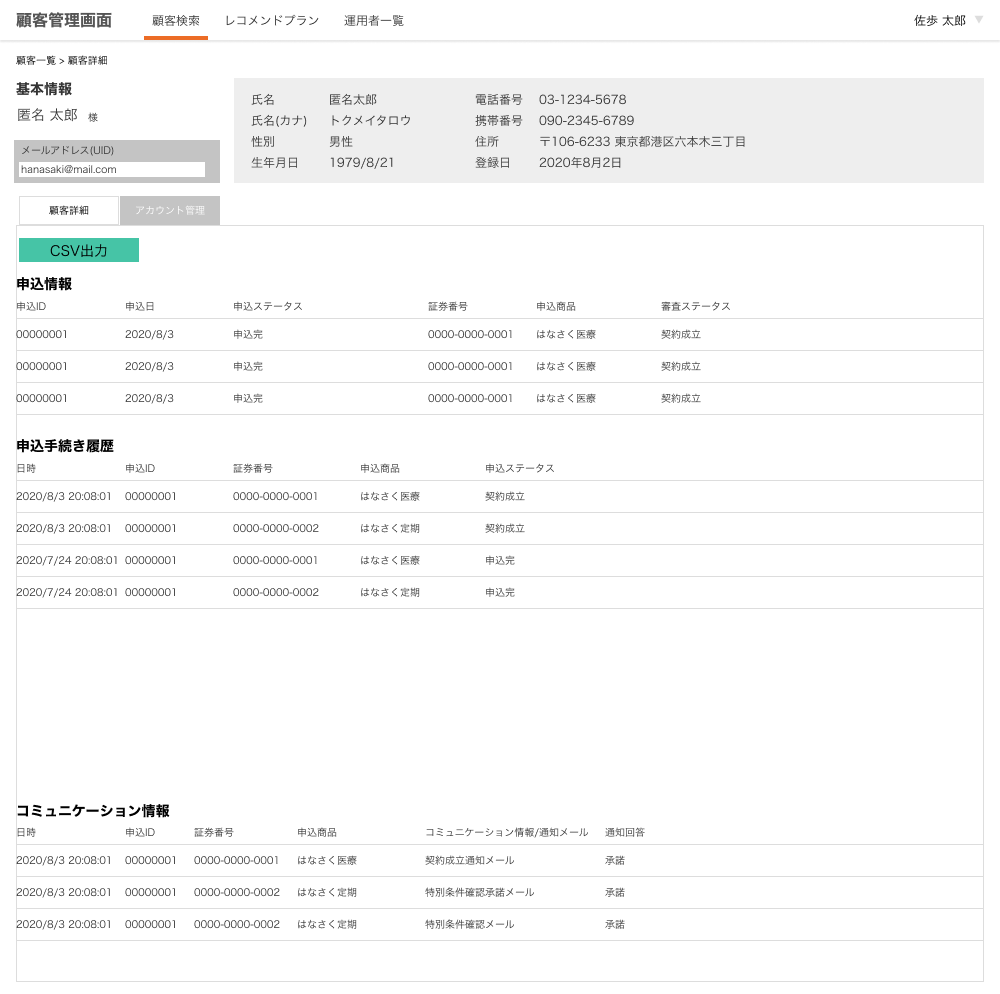 顧客管理画面 顧客検索 レコメンドプラン 運用者一覧 佐歩 太郎 ▼
顧客一覧 > 顧客詳細
基本情報
匿名 太郎 様
メールアドレス(UID)
hanasaki@mail.com
氏名 匿名太郎 電話番号 03-1234-5678
氏名(カナ) トクメイタロウ 携帯番号 090-2345-6789
性別 男性 住所 〒106-6233 東京都港区六本木三丁目
生年月日 1979/8/21 登録日 2020年8月2日
顧客詳細 アカウント管理
CSV出力
申込情報
申込ID 申込日 申込ステータス 証券番号 申込商品 審査ステータス
00000001 2020/8/3 申込完 0000-0000-0001 はなさく医療 契約成立
00000001 2020/8/3 申込完 0000-0000-0001 はなさく医療 契約成立
00000001 2020/8/3 申込完 0000-0000-0001 はなさく医療 契約成立
申込手続き履歴
日時 申込ID 証券番号 申込商品 申込ステータス
2020/8/3 20:08:01 00000001 0000-0000-0001 はなさく医療 契約成立
2020/8/3 20:08:01 00000001 0000-0000-0002 はなさく定期 契約成立
2020/7/24 20:08:01 00000001 0000-0000-0001 はなさく医療 申込完
2020/7/24 20:08:01 00000001 0000-0000-0002 はなさく定期 申込完
コミュニケーション情報
日時 申込ID 証券番号 申込商品 コミュニケーション情報/通知メール 通知回答
2020/8/3 20:08:01 00000001 0000-0000-0001 はなさく医療 契約成立通知メール 承諾
2020/8/3 20:08:01 00000001 0000-0000-0002 はなさく定期 特別条件確認承諾メール 承諾
2020/8/3 20:08:01 00000001 0000-0000-0002 はなさく定期 特別条件確認メール 承諾